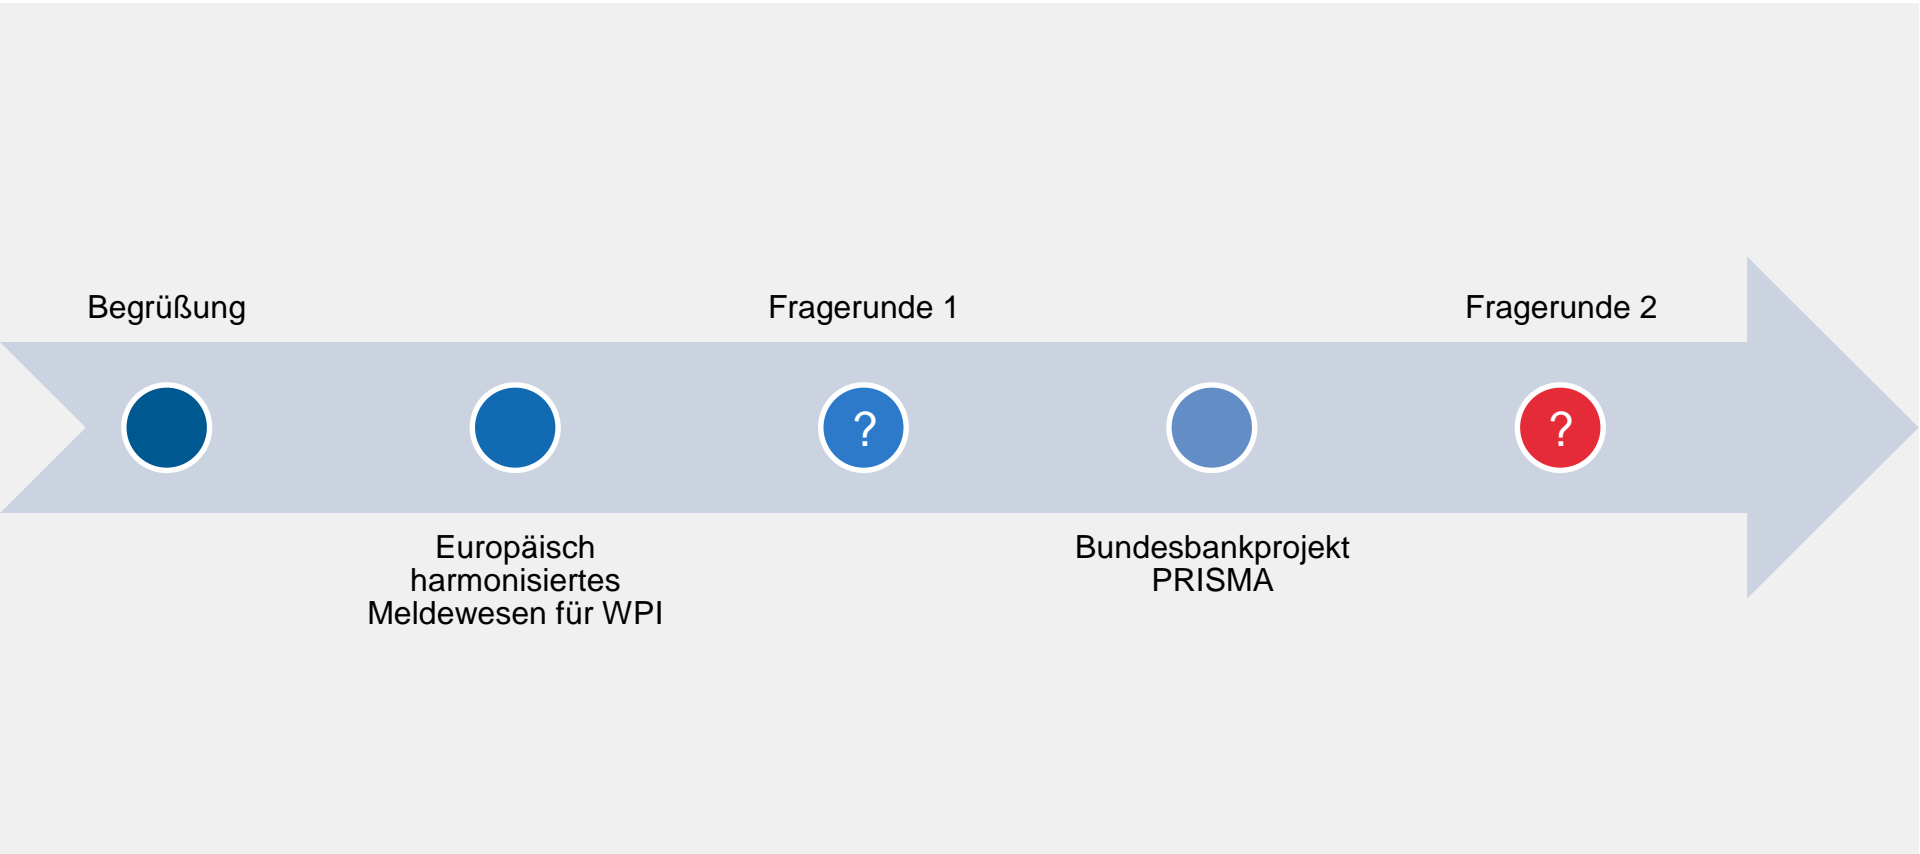 Begrüßung
Europäisch
harmonisiertes
Meldewesen für WPI
Fragerunde 1
?
Bundesbankprojekt
PRISMA
Fragerunde 2
?